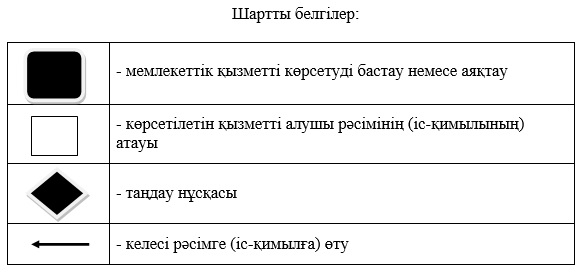 Шартты белгілер:
- мемлекеттік қызметті көрсетуді бастау немесе аяқтау
- көрсетілетін қызметті алушы рәсімінің (іс-қимылының)
атауы
- таңдау нұсқасы
- келесі рәсімге (іс-қимылға) өту